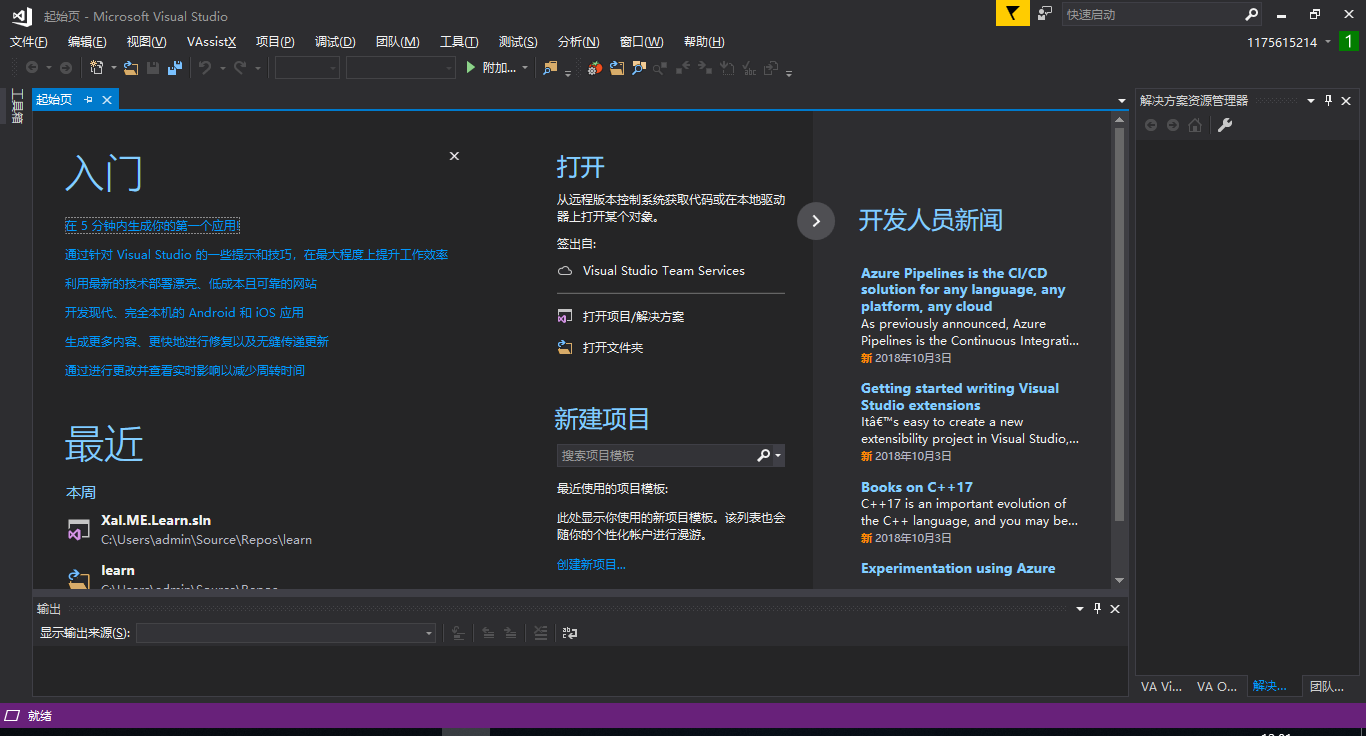 起始页 - Microsoft Visual Studio
快速启动
文件(F) 编辑(E) 视图(V) VAssistX 项目(P) 调试(D) 团队(M) 工具(T) 测试(S) 分析(N) 窗口(W) 帮助(H)
1175615214
1
附加...
工具箱
起始页
入门
在 5 分钟内生成你的第一个应用!
通过针对 Visual Studio 的一些提示和技巧，在最大程度上提升工作效率
利用最新的技术部署漂亮、低成本且可靠的网站
开发现代、完全本机的 Android 和 iOS 应用
生成更多内容、更快地进行修复以及无缝传递更新
通过进行更改并查看实时影响以减少周转时间
最近
本周
Xal.ME.Learn.sln
C:\Users\admin\Source\Repos\learn
learn
C:\Users\admin\Source\Repos
打开
从远程版本控制系统获取代码或在本地驱动
器上打开某个对象。
签出自:
Visual Studio Team Services
打开项目/解决方案
打开文件夹
新建项目
搜索项目模板
最近使用的项目模板:
此处显示你使用的新项目模板。该列表也会
随你的个性化帐户进行漫游。
创建新项目...
开发人员新闻
Azure Pipelines is the CI/CD
solution for any language, any
platform, any cloud
As previously announced, Azure
Pipelines is the Continuous Integrati...
新 2018年10月3日
Getting started writing Visual
Studio extensions
Itâ€™s easy to create a new
extensibility project in Visual Studio,...
新 2018年10月3日
Books on C++17
C++17 is an important evolution of
the C++ language, and you may be...
新 2018年10月3日
Experimentation using Azure
解决方案资源管理器
输出
显示输出来源(S):
VA Vi... VA O... 解决... 团队...
就绪